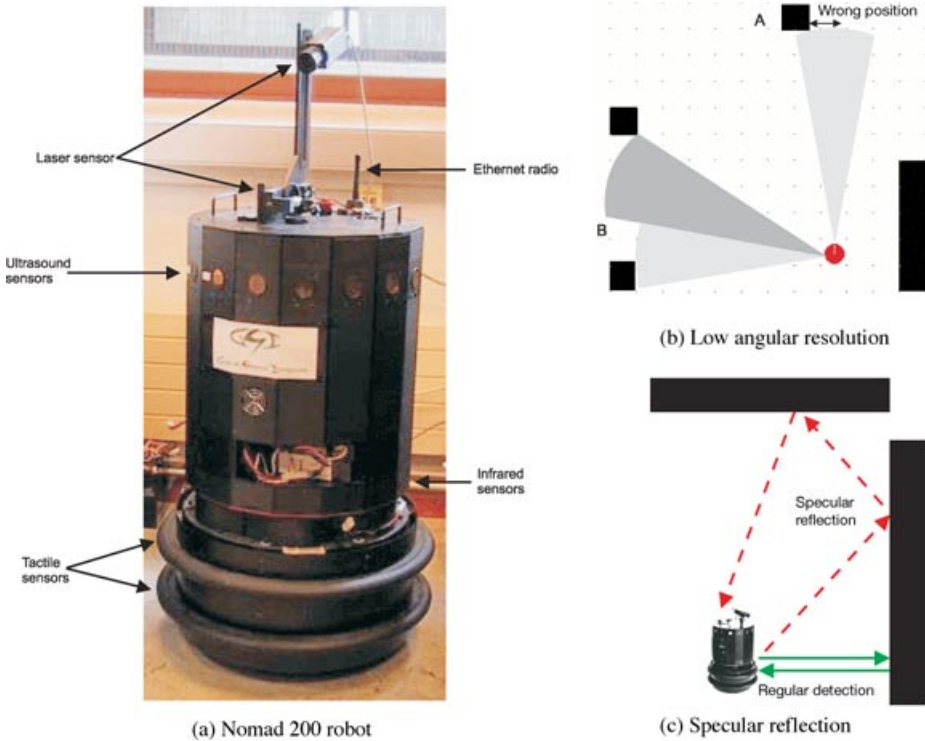 Laser sensor
Ethernet radio
Ultrasound
sensors
Infrared
sensors
Tactile
sensors
(a) Nomad 200 robot
A
Wrong position
B
(b) Low angular resolution
Specular
reflection
Regular detection
(c) Specular reflection